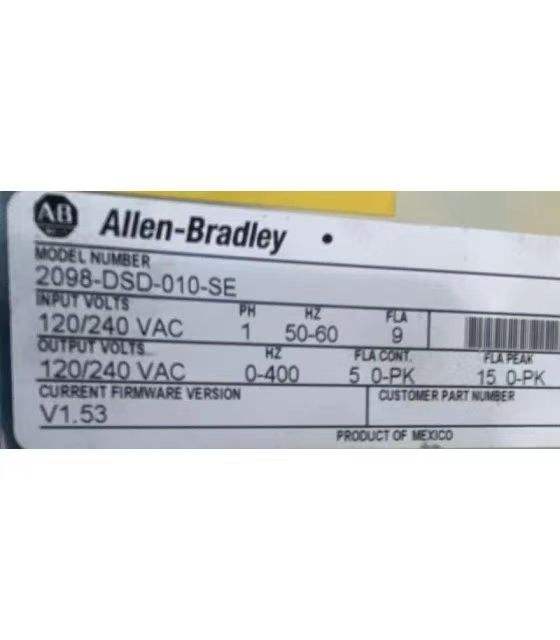 AB Allen-Bradley
MODEL NUMBER
2098-DSD-010-SE
INPUT VOLTS PH HZ FLA
120/240 VAC 1 50-60 9
OUTPUT VOLTS HZ FLA CONT. FLA PEAK
120/240 VAC 0-400 5 0-PK 15 0-PK
CURRENT FIRMWARE VERSION CUSTOMER PART NUMBER
V1.53
PRODUCT OF MEXICO